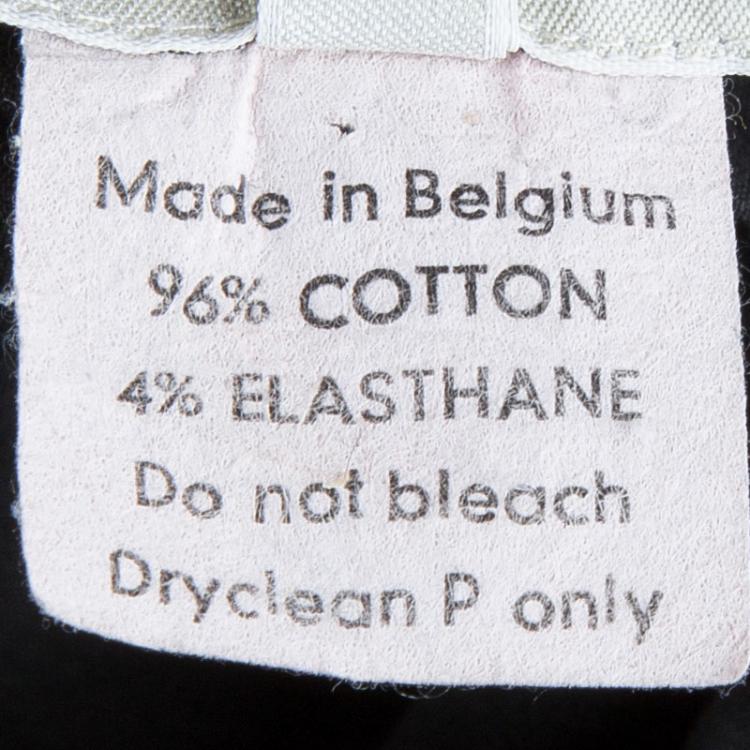 Made in Belgium
96% COTTON
4% ELASTHANE
Do not bleach
Dryclean P only